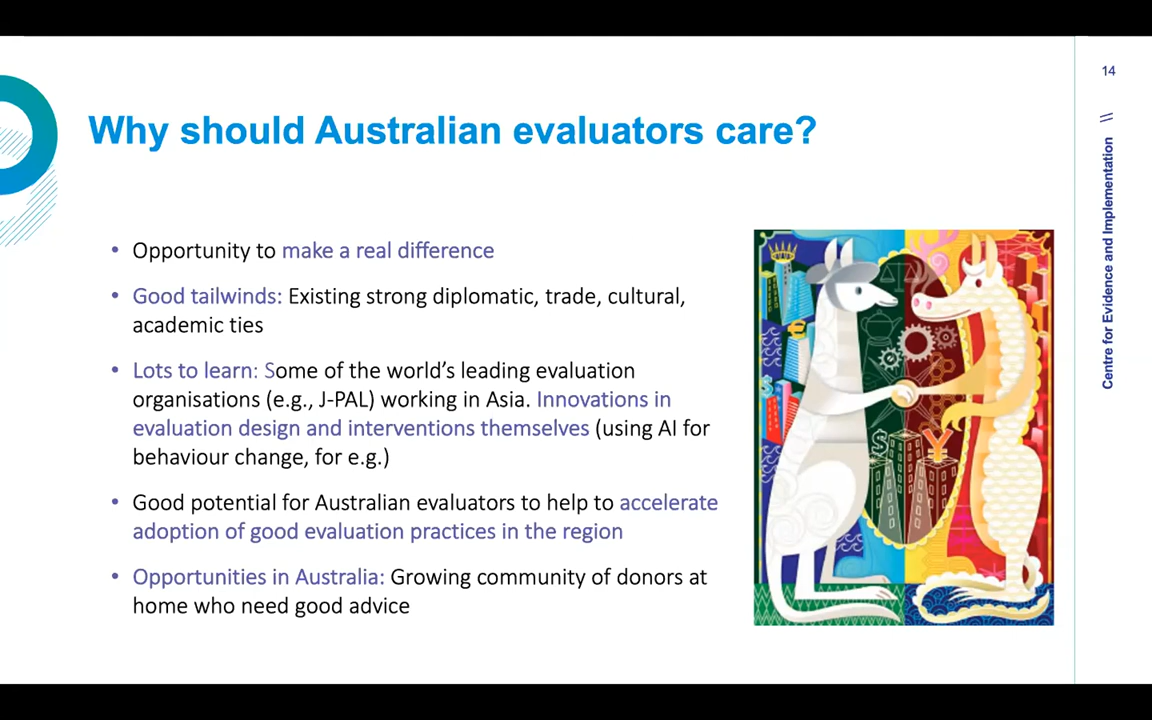 14
Why should Australian evaluators care?
• Opportunity to make a real difference
• Good tailwinds: Existing strong diplomatic, trade, cultural,
academic ties
• Lots to learn: Some of the world’s leading evaluation
organisations (e.g., J-PAL) working in Asia. Innovations in
evaluation design and interventions themselves (using AI for
behaviour change, for e.g.)
• Good potential for Australian evaluators to help to accelerate
adoption of good evaluation practices in the region
• Opportunities in Australia: Growing community of donors at
home who need good advice
€
$
$
¥
Centre for Evidence and Implementation \\